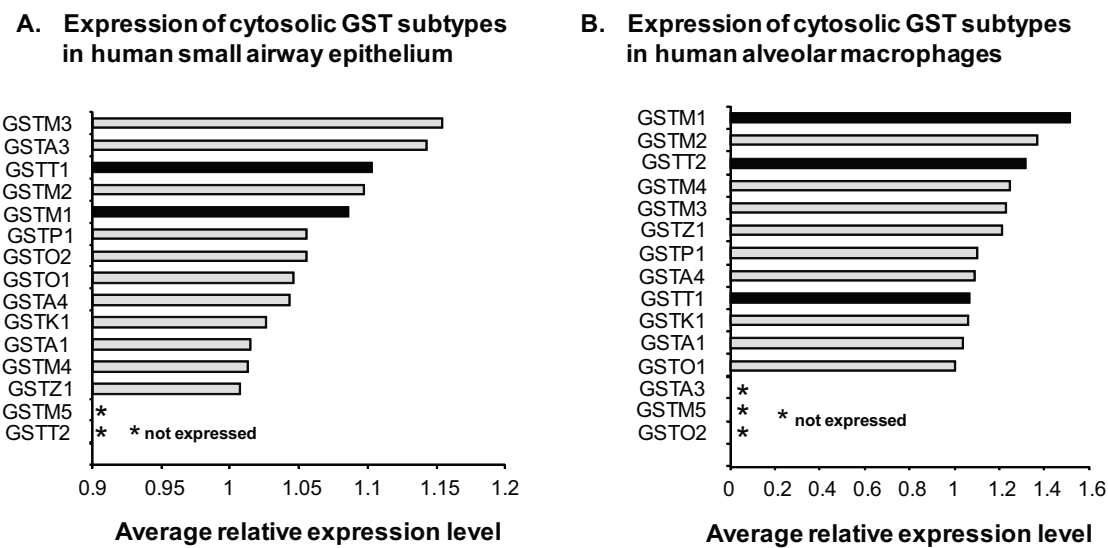 A. Expression of cytosolic GST subtypes
in human small airway epithelium
GSTM3
GSTA3
GSTT1
GSTM2
GSTM1
GSTP1
GSTO2
GSTO1
GSTA4
GSTK1
GSTA1
GSTM4
GSTZ1
GSTM5 *
GSTT2 * * not expressed
0.9 0.95 1 1.05 1.1 1.15 1.2
Average relative expression level
B. Expression of cytosolic GST subtypes
in human alveolar macrophages
GSTM1
GSTM2
GSTT2
GSTM4
GSTM3
GSTZ1
GSTP1
GSTA4
GSTT1
GSTK1
GSTA1
GSTO1
GSTA3 *
GSTM5 * * not expressed
GSTO2 *
0 0.2 0.4 0.6 0.8 1 1.2 1.4 1.6
Average relative expression level